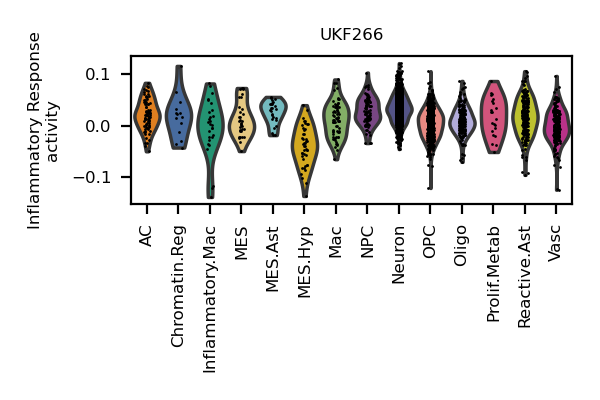 UKF266
Inflammatory Response
activity
0.1
0.0
−0.1
AC
Chromatin.Reg
Inflammatory.Mac
MES
MES.Ast
MES.Hyp
Mac
NPC
Neuron
OPC
Oligo
Prolif.Metab
Reactive.Ast
Vasc